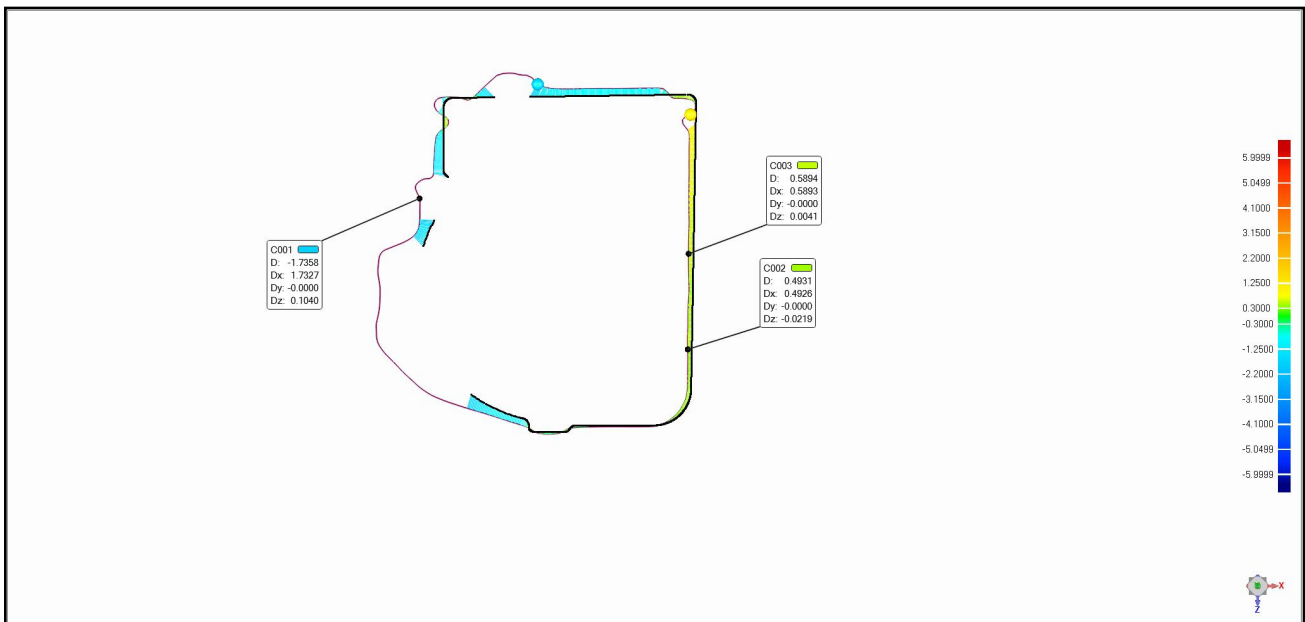 C003
D: 0.5894
Dx: 0.5893
Dy: -0.0000
Dz: 0.0041
C001
D: -1.7358
Dx: 1.7327
Dy: -0.0000
Dz: 0.1040
C002
D: 0.4931
Dx: 0.4926
Dy: -0.0000
Dz: -0.0219
5.9999
5.0499
4.1000
3.1500
2.2000
1.2500
0.3000
-0.3000
-1.2500
-2.2000
-3.1500
-4.1000
-5.0499
-5.9999
X
Z